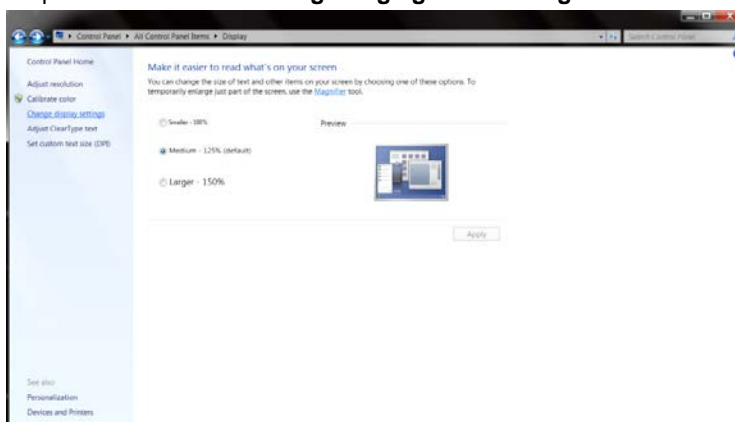 Control Panel ▸ All Control Panel Items ▸ Display
Search Control Panel
Control Panel Home
Adjust resolution
Calibrate color
Change display settings
Adjust ClearType text
Set custom text size (DPI)
Make it easier to read what's on your screen
You can change the size of text and other items on your screen by choosing one of these options. To
temporarily enlarge just part of the screen, use the Magnifier tool.
Smaller - 100%
Preview
Medium - 125% (default)
Larger - 150%
Apply
See also
Personalization
Devices and Printers